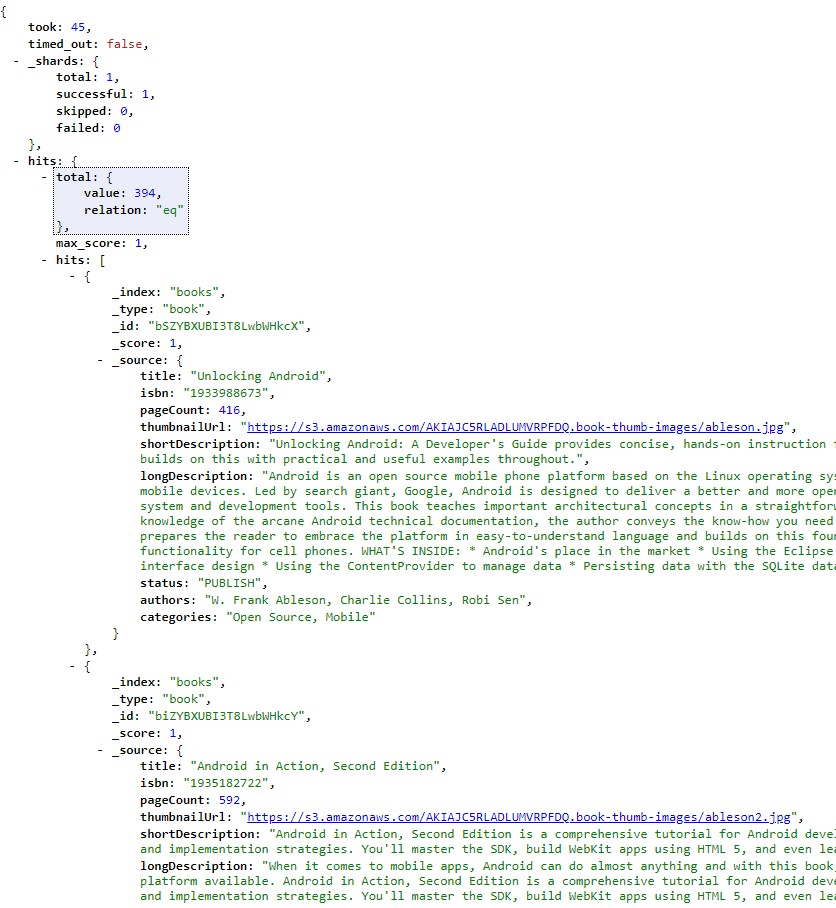 {
took: 45,
timed_out: false,
- _shards: {
total: 1,
successful: 1,
skipped: 0,
failed: 0
},
- hits: {
- total: {
value: 394,
relation: "eq"
},
max_score: 1,
- hits: [
- {
_index: "books",
_type: "book",
_id: "bSZYBXUBI3T8LwbWHkcX",
_score: 1,
- _source: {
title: "Unlocking Android",
isbn: "1933988673",
pageCount: 416,
thumbnailUrl: "https://s3.amazonaws.com/AKIAJC5RLADLUMVRPFDQ.book-thumb-images/ableson.jpg",
shortDescription: "Unlocking Android: A Developer's Guide provides concise, hands-on instruction f
builds on this with practical and useful examples throughout.",
longDescription: "Android is an open source mobile phone platform based on the Linux operating sys
mobile devices. Led by search giant, Google, Android is designed to deliver a better and more oper
system and development tools. This book teaches important architectural concepts in a straightforw
knowledge of the arcane Android technical documentation, the author conveys the know-how you need
prepares the reader to embrace the platform in easy-to-understand language and builds on this foun
functionality for cell phones. WHAT'S INSIDE: * Android's place in the market * Using the Eclipse
interface design * Using the ContentProvider to manage data * Persisting data with the SQLite data
status: "PUBLISH",
authors: "W. Frank Ableson, Charlie Collins, Robi Sen",
categories: "Open Source, Mobile"
}
},
- {
_index: "books",
_type: "book",
_id: "biZYBXUBI3T8LwbWHkcY",
_score: 1,
- _source: {
title: "Android in Action, Second Edition",
isbn: "1935182722",
pageCount: 592,
thumbnailUrl: "https://s3.amazonaws.com/AKIAJC5RLADLUMVRPFDQ.book-thumb-images/ableson2.jpg",
shortDescription: "Android in Action, Second Edition is a comprehensive tutorial for Android devel
and implementation strategies. You'll master the SDK, build WebKit apps using HTML 5, and even lea
longDescription: "When it comes to mobile apps, Android can do almost anything and with this book,
platform available. Android in Action, Second Edition is a comprehensive tutorial for Android deve
and implementation strategies. You'll master the SDK, build WebKit apps using HTML 5, and even lea